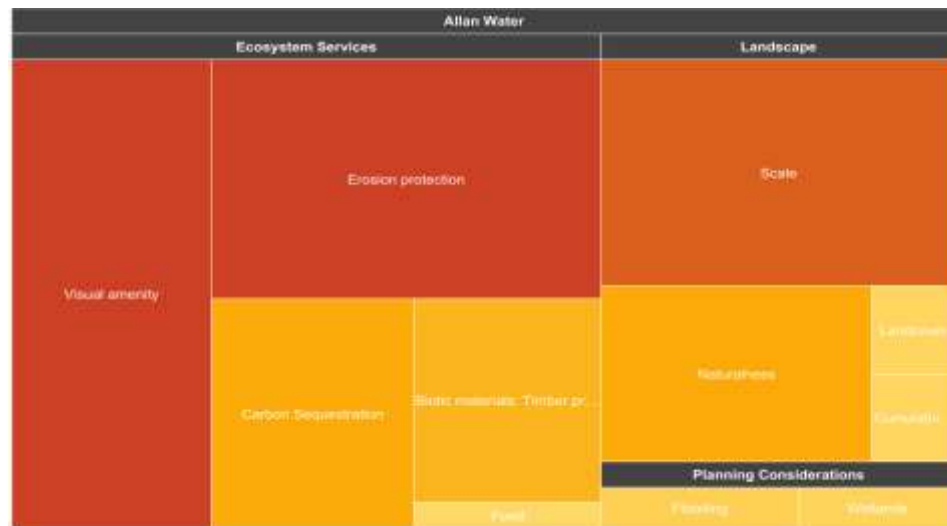 Allan Water
Ecosystem Services
Landscape
Visual amenity
Erosion protection
Scale
Carbon Sequestration
Biotic materials: Timber pr...
Food
Naturalness
Planning Considerations
Flooding
Wetlands